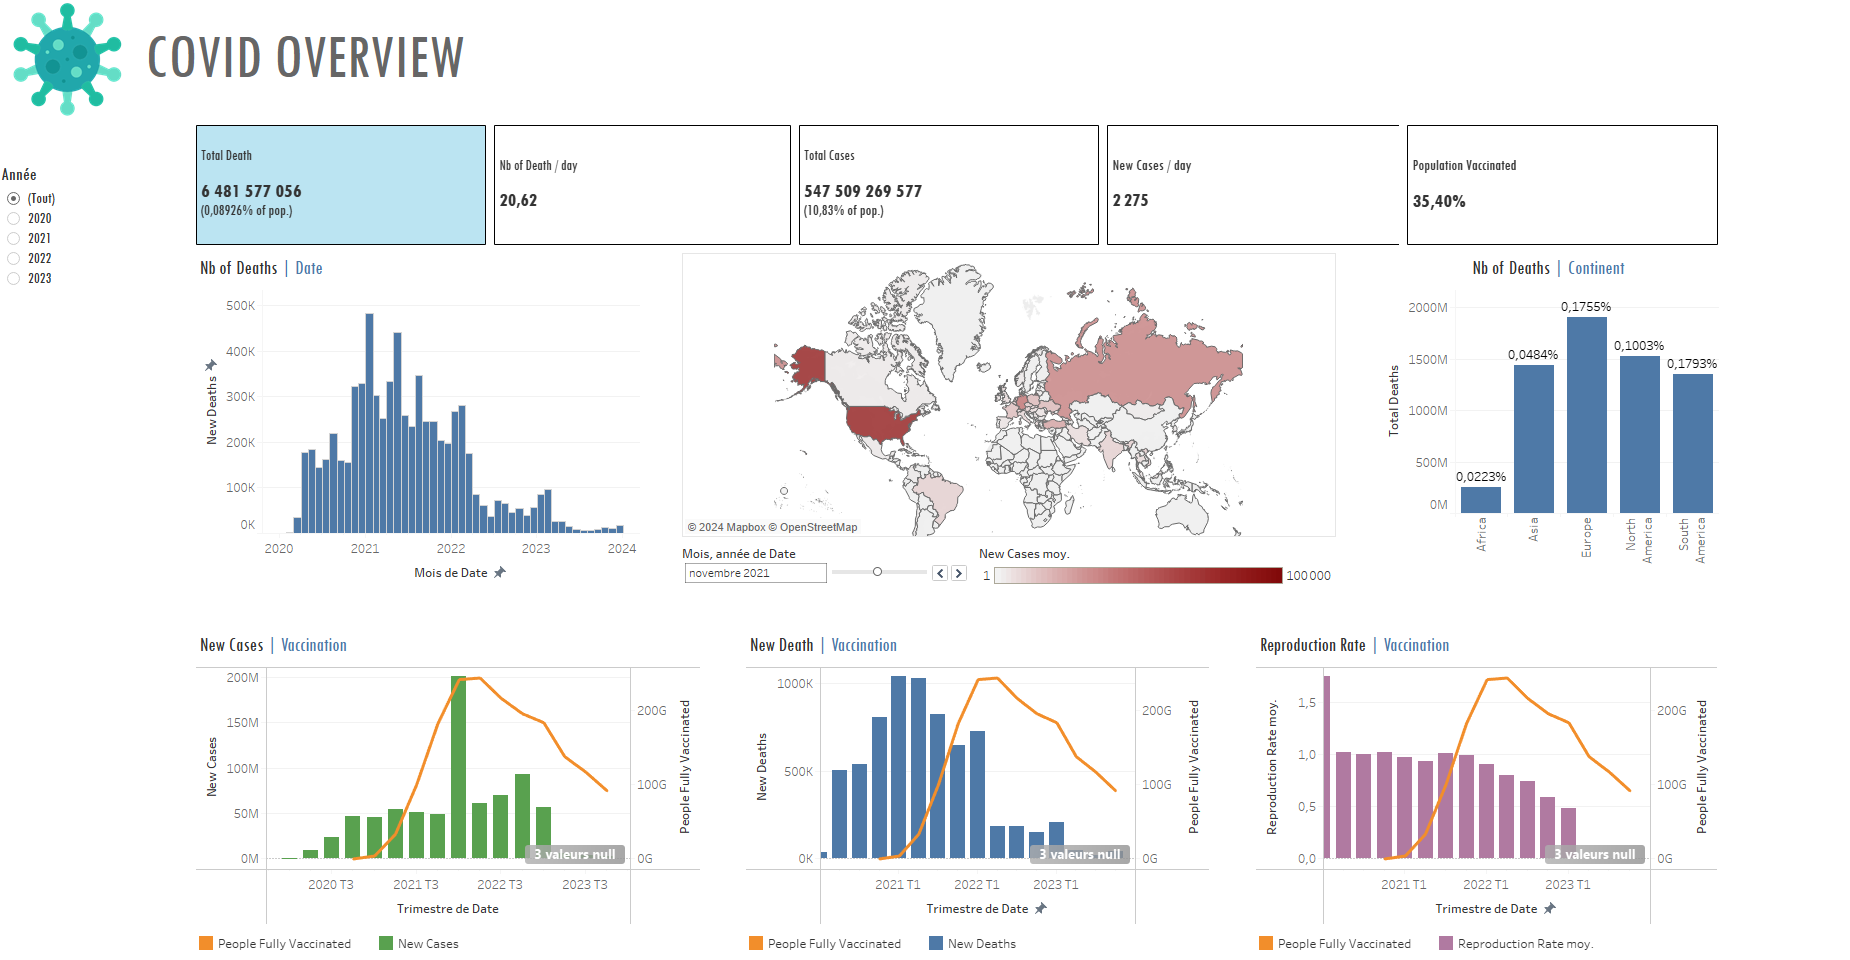 COVID OVERVIEW
Année
(Tout)
2020
2021
2022
2023
Total Death
6 481 577 056
(0,08926% of pop.)
Nb of Death / day
20,62
Total Cases
547 509 269 577
(10,83% of pop.)
New Cases / day
2 275
Population Vaccinated
35,40%
Nb of Deaths | Date
New Deaths
500K
400K
300K
200K
100K
0K
2020 2021 2022 2023 2024
Mois de Date
© 2024 Mapbox © OpenStreetMap
Mois, année de Date
novembre 2021
New Cases moy.
1 100 000
Nb of Deaths | Continent
Total Deaths
2000M
1500M
1000M
500M
0M
0,0223%
0,0484%
0,1755%
0,1003%
0,1793%
Africa
Asia
Europe
North America
South America
New Cases | Vaccination
New Cases
200M
150M
100M
50M
0M
200G
100G
0G
People Fully Vaccinated
3 valeurs null
2020 T3 2021 T3 2022 T3 2023 T3
Trimestre de Date
People Fully Vaccinated New Cases
New Death | Vaccination
New Deaths
1000K
500K
0K
200G
100G
0G
People Fully Vaccinated
3 valeurs null
2021 T1 2022 T1 2023 T1
Trimestre de Date
People Fully Vaccinated New Deaths
Reproduction Rate | Vaccination
Reproduction Rate moy.
1,5
1,0
0,5
0,0
200G
100G
0G
People Fully Vaccinated
3 valeurs null
2021 T1 2022 T1 2023 T1
Trimestre de Date
People Fully Vaccinated Reproduction Rate moy.